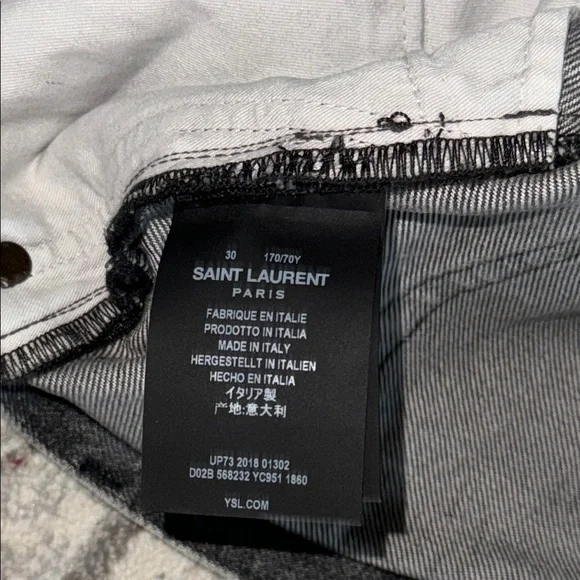 30 170/70Y
SAINT LAURENT
PARIS
FABRIQUE EN ITALIE
PRODOTTO IN ITALIA
MADE IN ITALY
HERGESTELLT IN ITALIEN
HECHO EN ITALIA
イタリア製
产地:意大利
UP73 2018 01302
D02B 568232 YC951 1860
YSL.COM